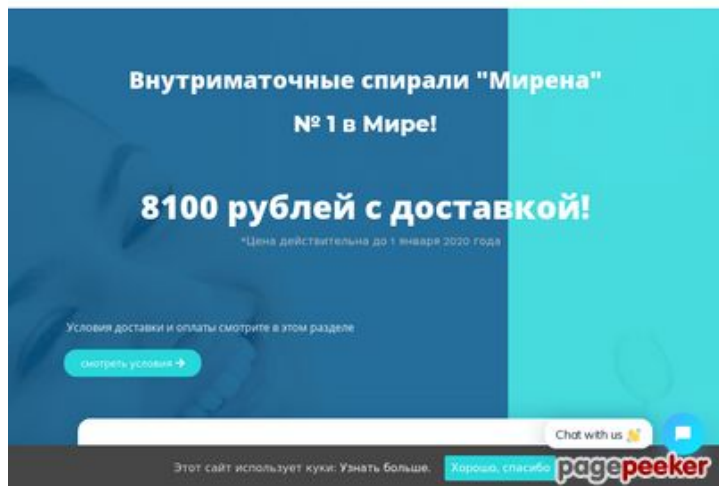 Внутриматочные спирали "Мирена"
№ 1 в Мире!
8100 рублей с доставкой!
*Цена действительна до 1 января 2020 года
Условия доставки и оплаты смотрите в этом разделе
смотреть условия →
Chat with us 👋
Этот сайт использует куки: Узнать больше. Хорошо, спасибо
pagepeeker